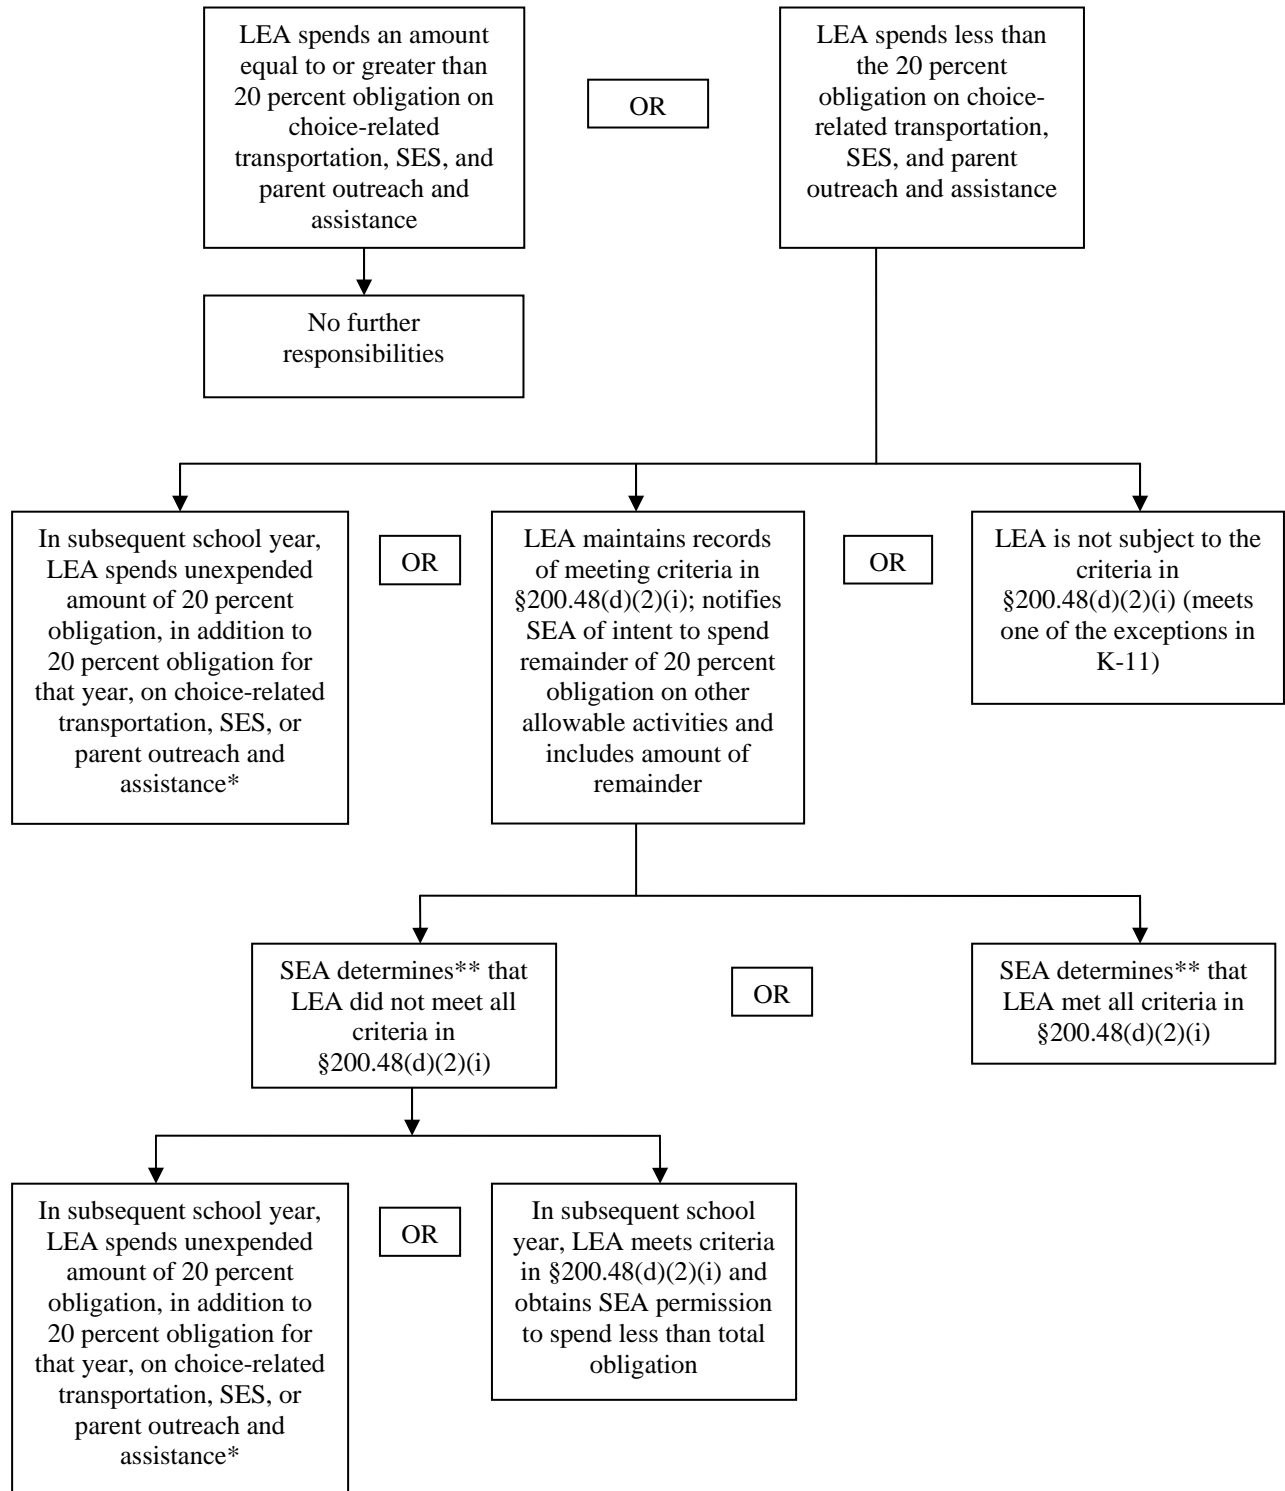 LEA spends an amount
equal to or greater than
20 percent obligation on
choice-related
transportation, SES, and
parent outreach and
assistance
OR
LEA spends less than
the 20 percent
obligation on choice-
related transportation,
SES, and parent
outreach and assistance
No further
responsibilities
In subsequent school year,
LEA spends unexpended
amount of 20 percent
obligation, in addition to
20 percent obligation for
that year, on choice-related
transportation, SES, or
parent outreach and
assistance*
OR
LEA maintains records
of meeting criteria in
§200.48(d)(2)(i); notifies
SEA of intent to spend
remainder of 20 percent
obligation on other
allowable activities and
includes amount of
remainder
OR
LEA is not subject to the
criteria in
§200.48(d)(2)(i) (meets
one of the exceptions in
K-11)
SEA determines** that
LEA did not meet all
criteria in
§200.48(d)(2)(i)
OR
SEA determines** that
LEA met all criteria in
§200.48(d)(2)(i)
In subsequent school year,
LEA spends unexpended
amount of 20 percent
obligation, in addition to
20 percent obligation for
that year, on choice-related
transportation, SES, or
parent outreach and
assistance*
OR
In subsequent school
year, LEA meets criteria
in §200.48(d)(2)(i) and
obtains SEA permission
to spend less than total
obligation